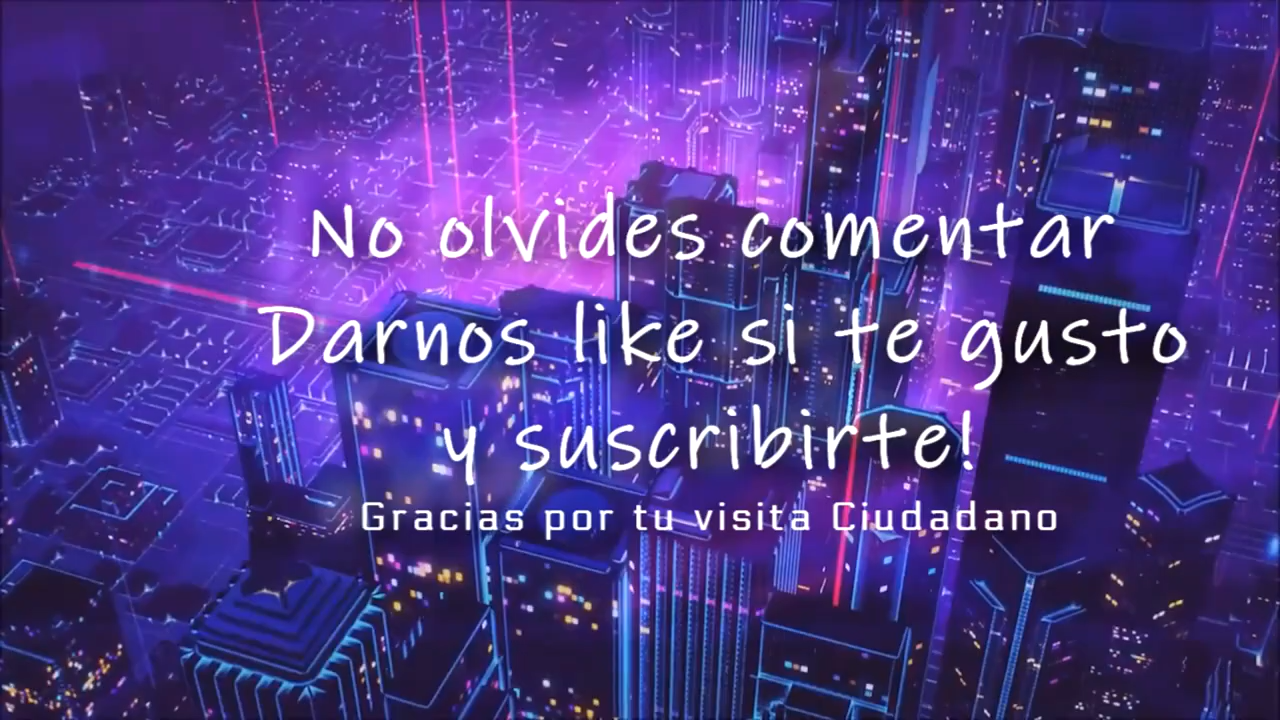 No olvides comentar
Darnos like si te gusto
y suscribirte!
Gracias por tu visita Ciudadano